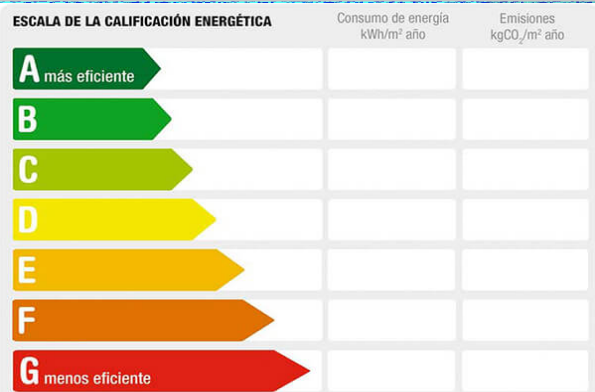 ESCALA DE LA CALIFICACIÓN ENERGÉTICA
Consumo de energía
kWh/m² año
Emisiones
kgCO₂/m² año
A más eficiente
B
C
D
E
F
G menos eficiente